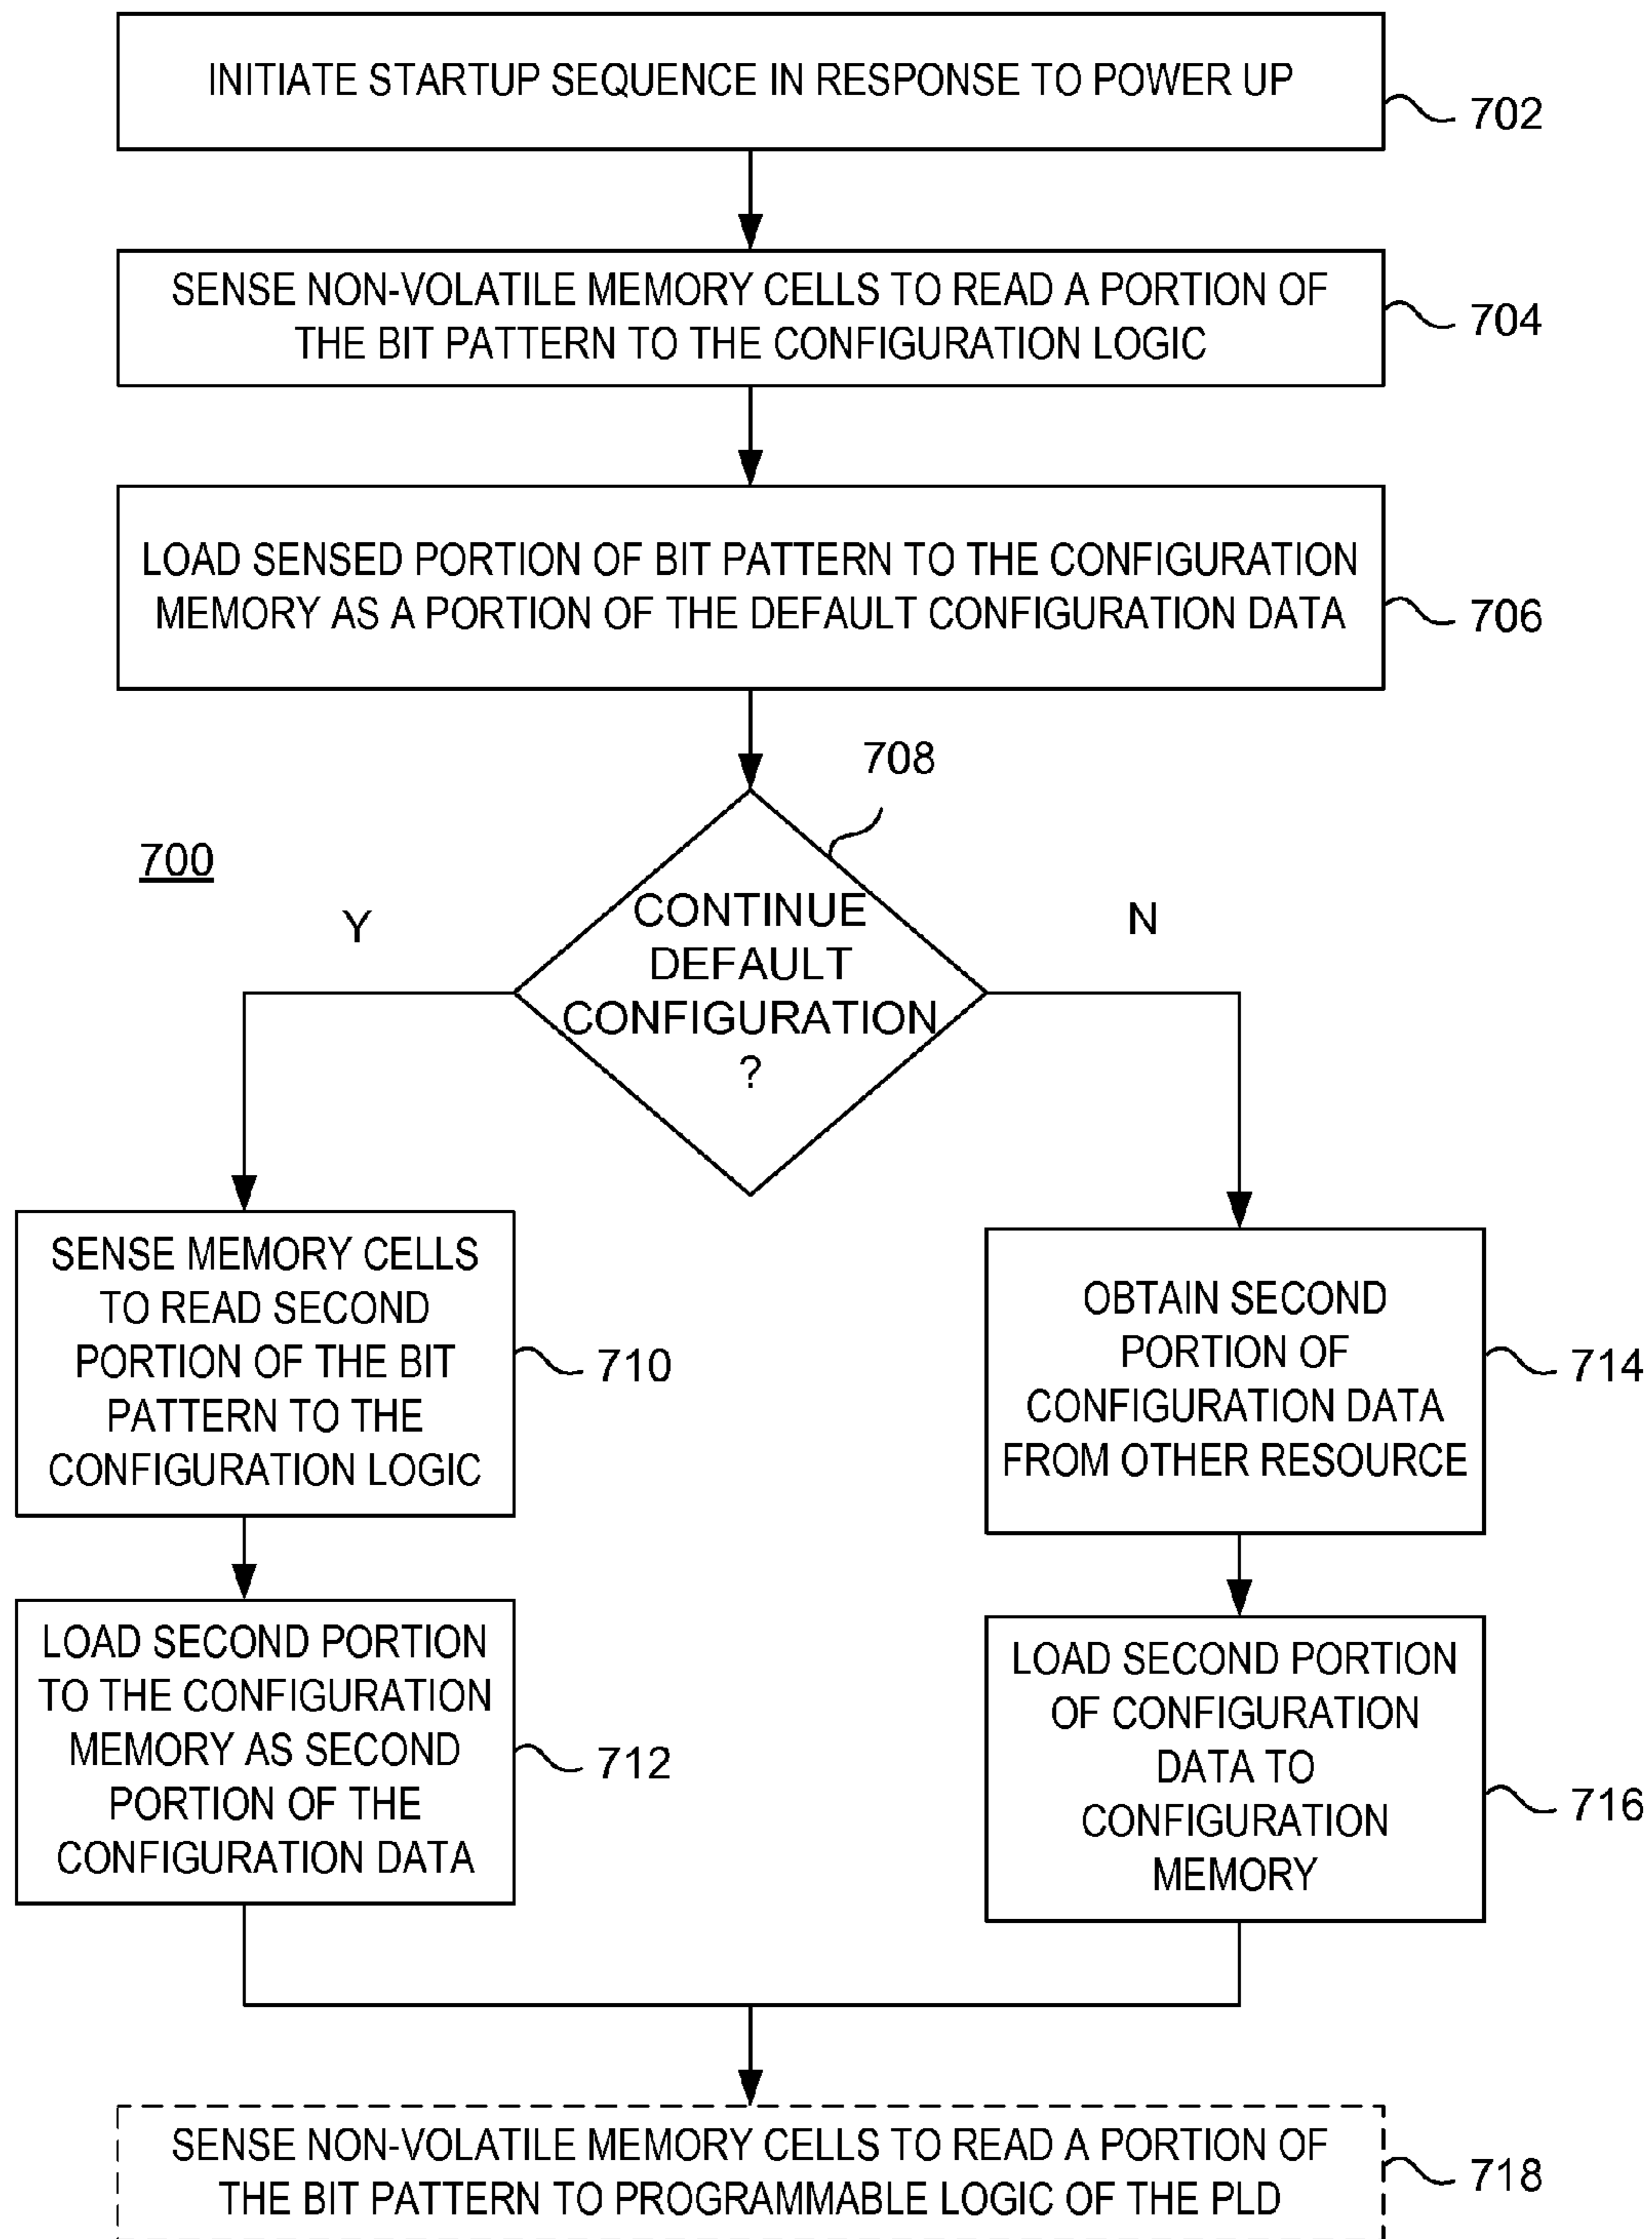 INITIATE STARTUP SEQUENCE IN RESPONSE TO POWER UP
702
SENSE NON-VOLATILE MEMORY CELLS TO READ A PORTION OF
THE BIT PATTERN TO THE CONFIGURATION LOGIC
704
LOAD SENSED PORTION OF BIT PATTERN TO THE CONFIGURATION
MEMORY AS A PORTION OF THE DEFAULT CONFIGURATION DATA
706
708
700
CONTINUE
DEFAULT
CONFIGURATION
?
Y
N
SENSE MEMORY CELLS
TO READ SECOND
PORTION OF THE BIT
PATTERN TO THE
CONFIGURATION LOGIC
710
OBTAIN SECOND
PORTION OF
CONFIGURATION DATA
FROM OTHER RESOURCE
714
LOAD SECOND PORTION
TO THE CONFIGURATION
MEMORY AS SECOND
PORTION OF THE
CONFIGURATION DATA
712
LOAD SECOND PORTION
OF CONFIGURATION
DATA TO
CONFIGURATION
MEMORY
716
SENSE NON-VOLATILE MEMORY CELLS TO READ A PORTION OF
THE BIT PATTERN TO PROGRAMMABLE LOGIC OF THE PLD
718